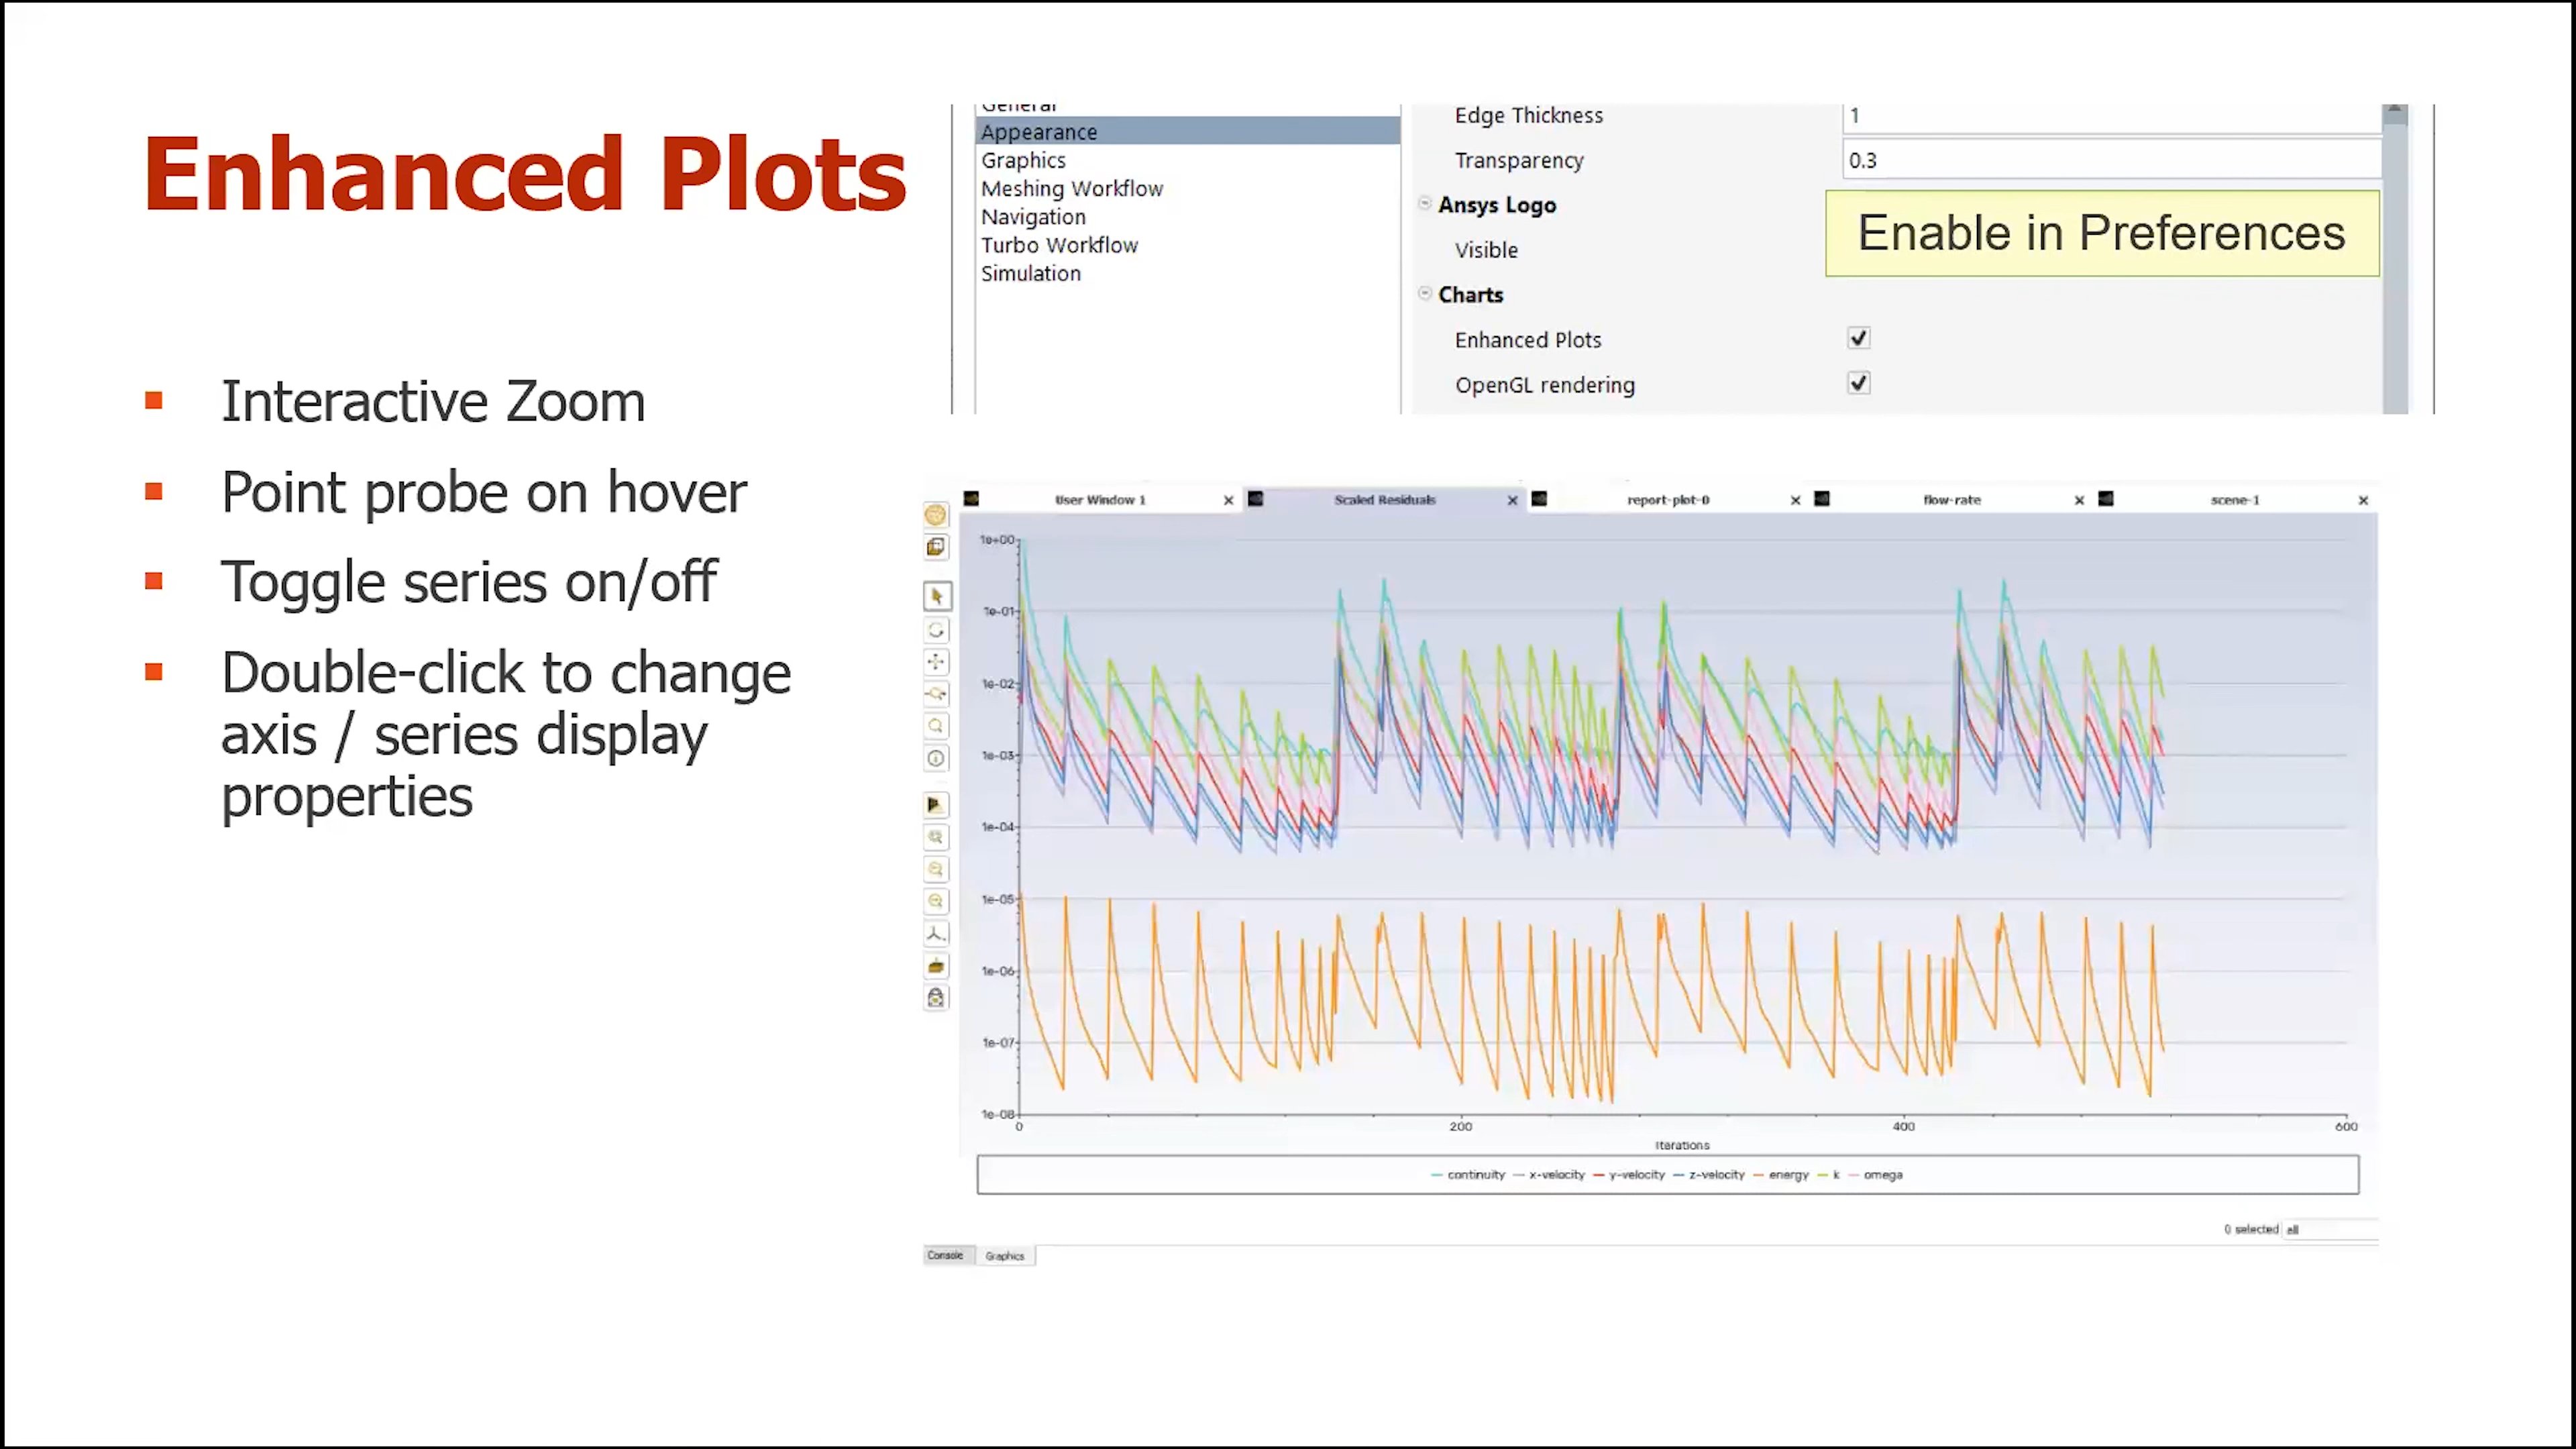 Enhanced Plots
Interactive Zoom
Point probe on hover
Toggle series on/off
Double-click to change
axis / series display
properties
General
Appearance
Graphics
Meshing Workflow
Navigation
Turbo Workflow
Simulation
Edge Thickness 1
Transparency 0.3
Ansys Logo
Visible
Enable in Preferences
Charts
Enhanced Plots
OpenGL rendering
User Window 1
Scaled Residuals
report-plot-0
flow-rate
scene-1
1e+00
1e-01
1e-02
1e-03
1e-04
1e-05
1e-06
1e-07
1e-08
0 200 400 600
Iterations
continuity x-velocity y-velocity z-velocity energy k omega
0 selected all
Console Graphics